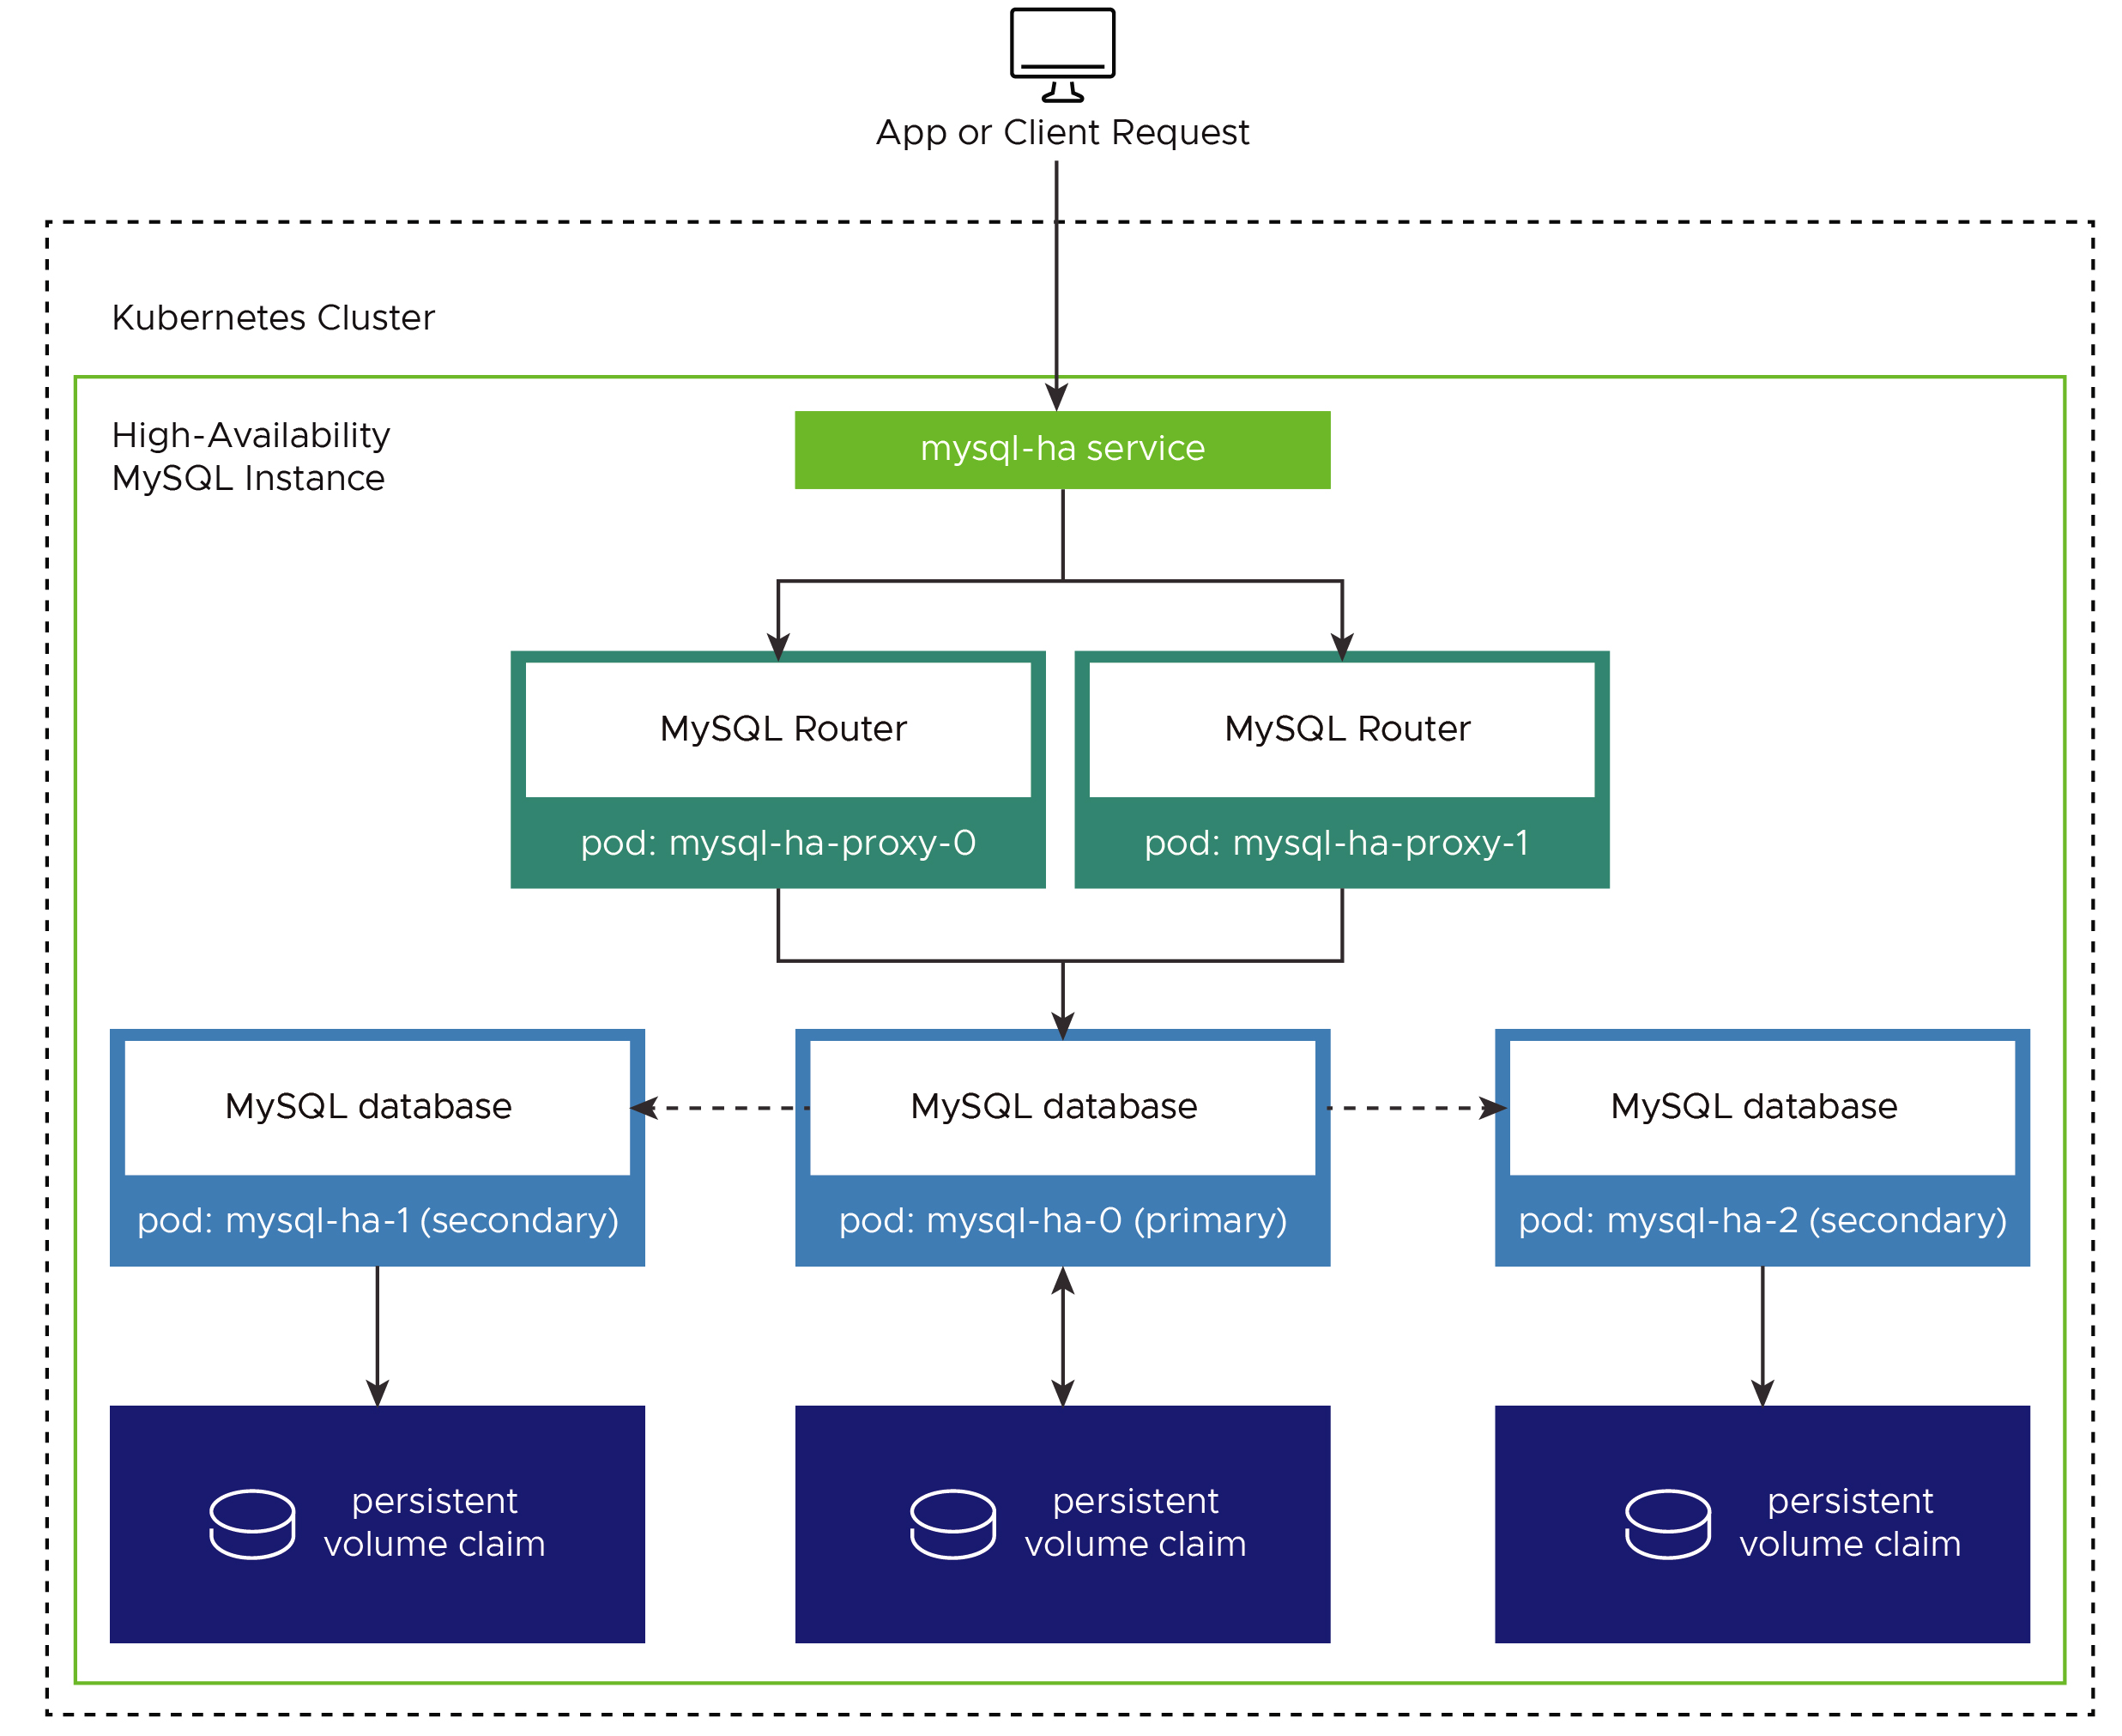 App or Client Request
Kubernetes Cluster
High-Availability
MySQL Instance
mysql-ha service
MySQL Router
pod: mysql-ha-proxy-0
MySQL Router
pod: mysql-ha-proxy-1
MySQL database
pod: mysql-ha-1 (secondary)
MySQL database
pod: mysql-ha-0 (primary)
MySQL database
pod: mysql-ha-2 (secondary)
persistent
volume claim
persistent
volume claim
persistent
volume claim